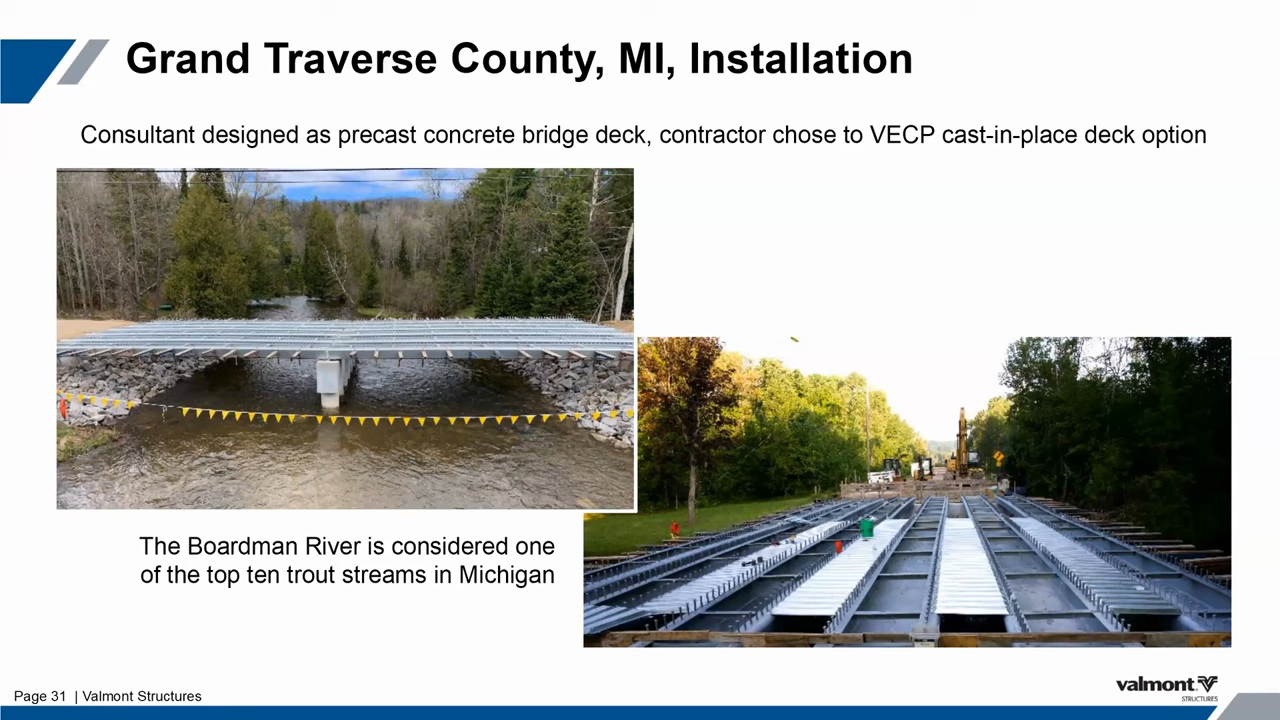 Grand Traverse County, MI, Installation
Consultant designed as precast concrete bridge deck, contractor chose to VECP cast-in-place deck option
The Boardman River is considered one
of the top ten trout streams in Michigan
Page 31 | Valmont Structures
valmont
STRUCTURES